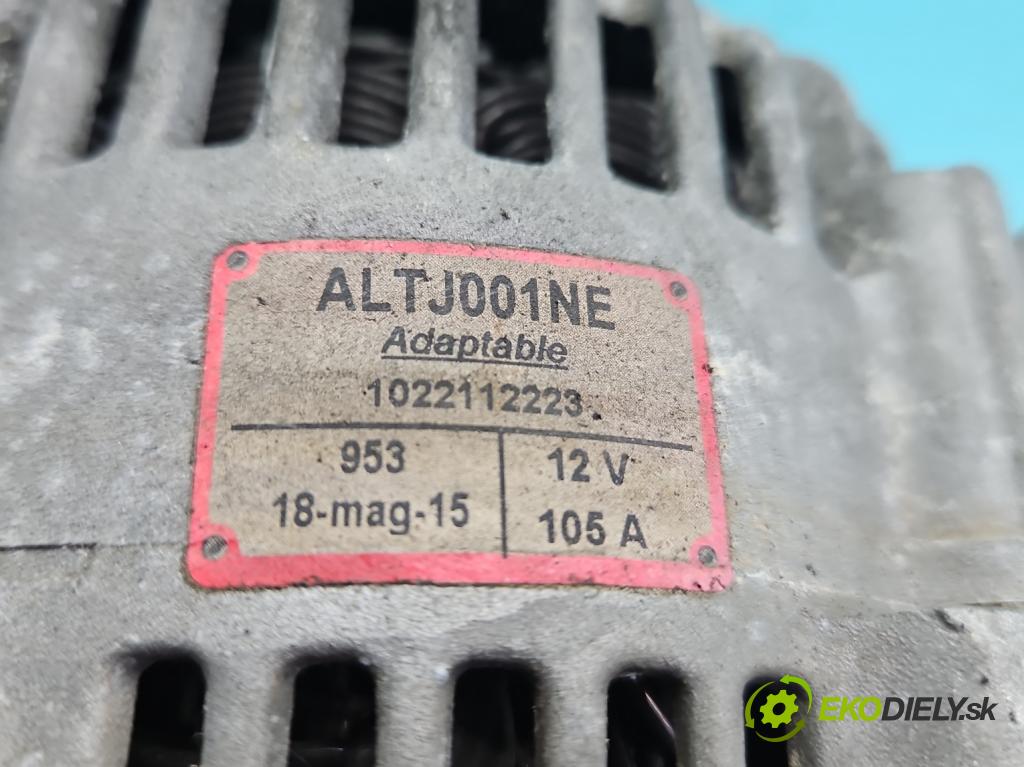 ALTJ001NE
Adaptable
1022112223
953
12 V
18-mag-15
105 A
EKODIELY.sk